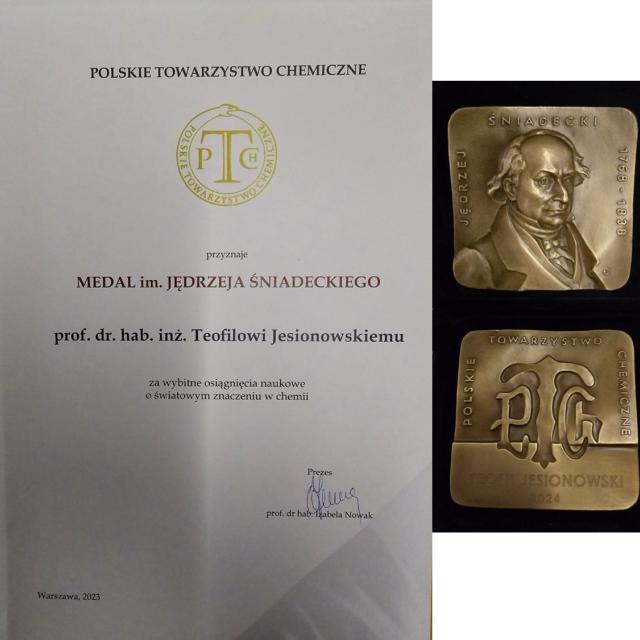 POLSKIE TOWARZYSTWO CHEMICZNE
POLSKIE TOWARZYSTWO CHEMICZNE
P T CH
przyznaje
MEDAL im. JĘDRZEJA ŚNIADECKIEGO
prof. dr. hab. inż. Teofilowi Jesionowskiemu
za wybitne osiągnięcia naukowe
o światowym znaczeniu w chemii
Prezes
prof. dr hab. Izabela Nowak
Warszawa, 2023
JĘDRZEJ
ŚNIADECKI
1768 - 1838
POLSKIE
TOWARZYSTWO
CHEMICZNE
PTCH
TEOFIL JESIONOWSKI
2024